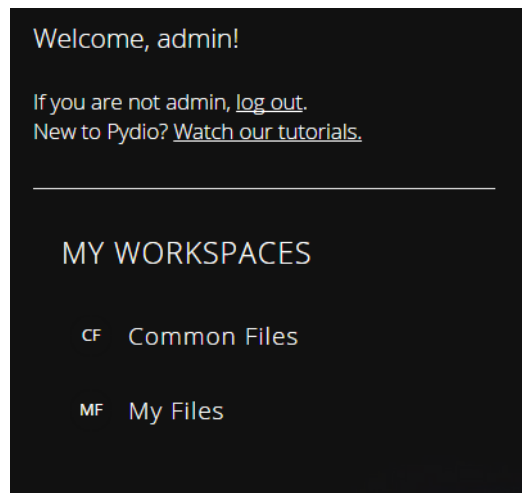 Welcome, admin!
If you are not admin, log out.
New to Pydio? Watch our tutorials.
MY WORKSPACES
CF Common Files
MF My Files